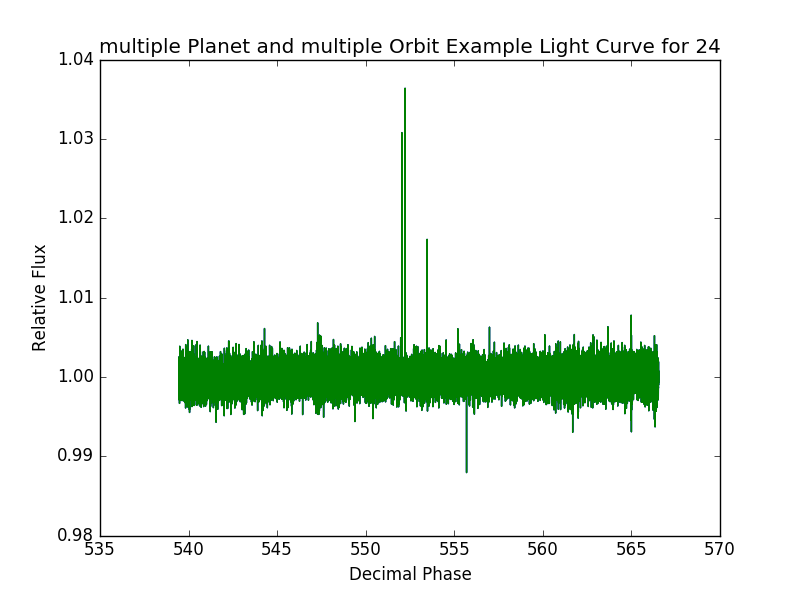 multiple Planet and multiple Orbit Example Light Curve for 24
1.04
1.03
1.02
1.01
1.00
0.99
0.98
Relative Flux
535 540 545 550 555 560 565 570
Decimal Phase